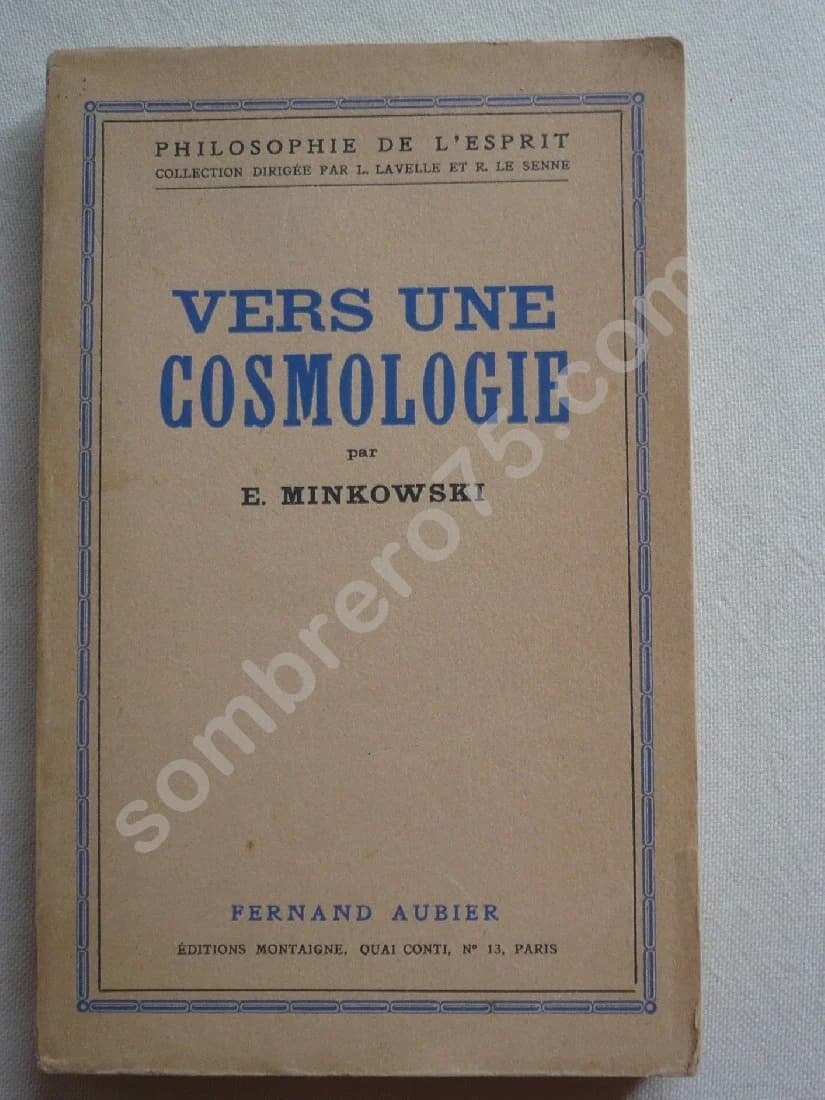 PHILOSOPHIE DE L'ESPRIT
COLLECTION DIRIGÉE PAR L. LAVELLE ET R. LE SENNE
VERS UNE
COSMOLOGIE
par
E. MINKOWSKI
FERNAND AUBIER
ÉDITIONS MONTAIGNE, QUAI CONTI, Nº 13, PARIS
sombrero75.com